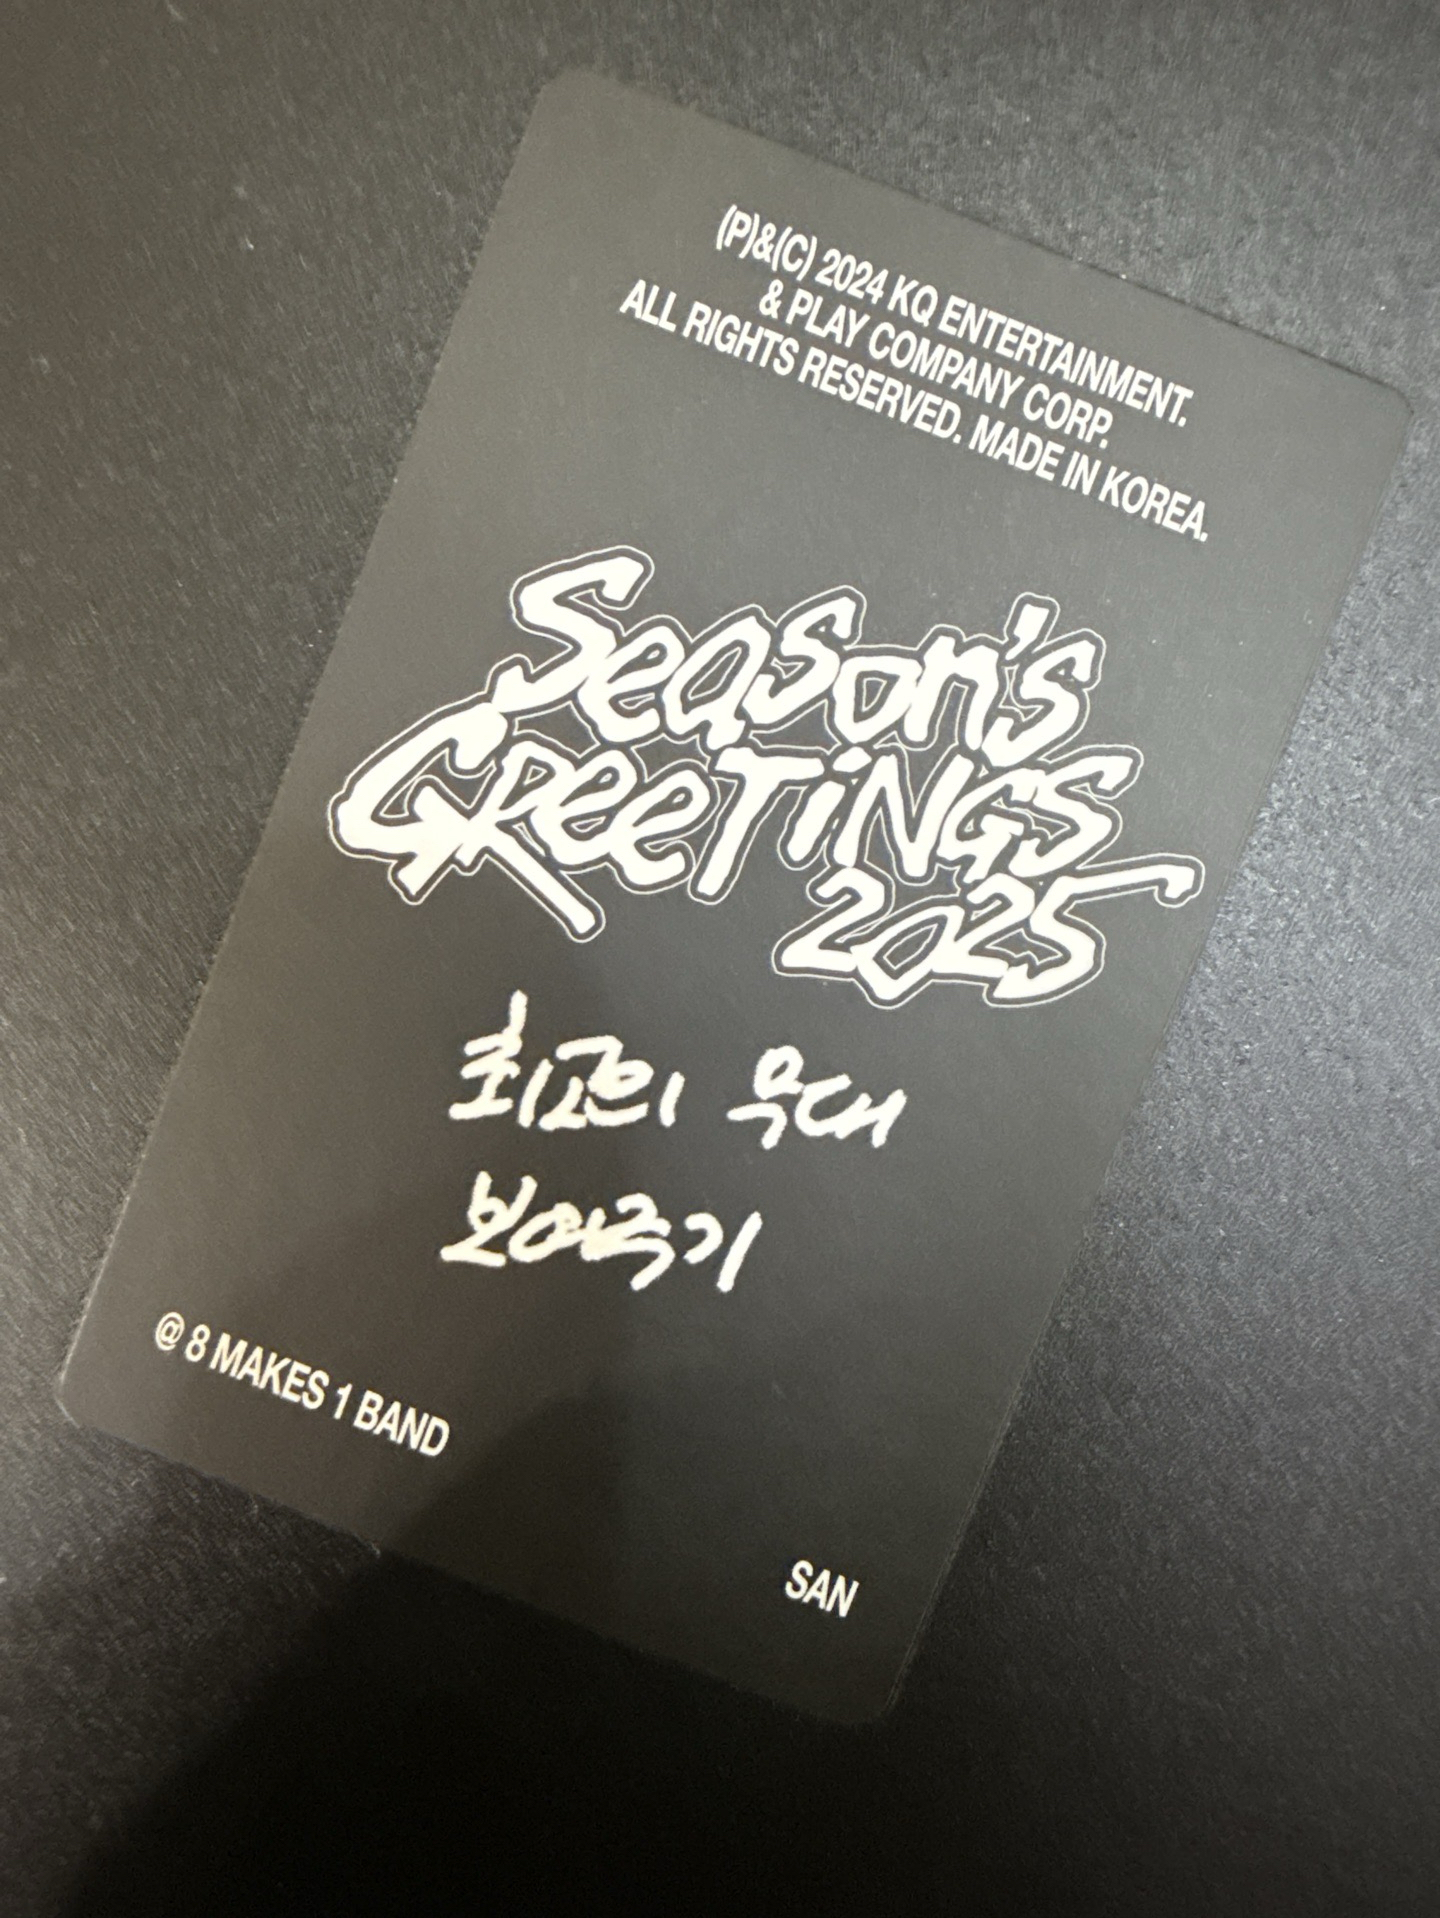 (P)&(C) 2024 KQ ENTERTAINMENT.
& PLAY COMPANY CORP.
ALL RIGHTS RESERVED. MADE IN KOREA.
Season's
GReeTiNGS
2025
최고의 무대
보여주기
@ 8 MAKES 1 BAND
SAN